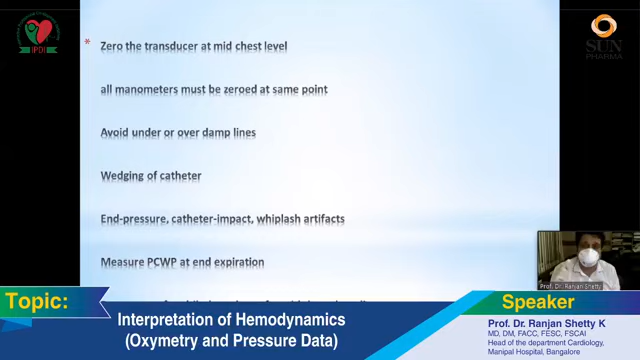 IPDI
SUN
PHARMA
* Zero the transducer at mid chest level
all manometers must be zeroed at same point
Avoid under or over damp lines
Wedging of catheter
End-pressure, catheter-impact, whiplash artifacts
Measure PCWP at end expiration
Prof. Dr. Ranjan Shetty
Topic:
Interpretation of Hemodynamics
(Oxymetry and Pressure Data)
Speaker
Prof. Dr. Ranjan Shetty K
MD, DM, FACC, FESC, FSCAI
Head of the department Cardiology,
Manipal Hospital, Bangalore